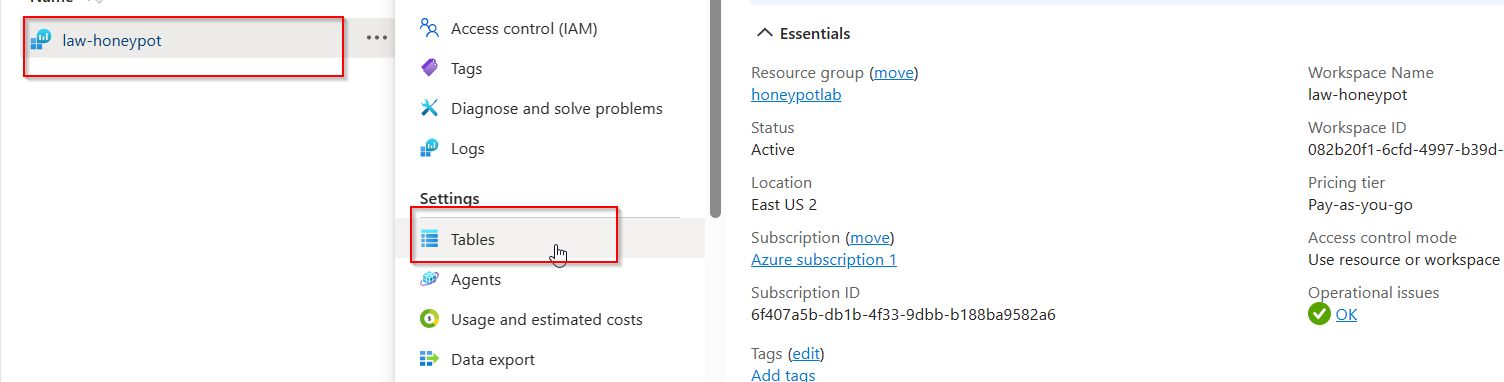 law-honeypot
Access control (IAM)
Tags
Diagnose and solve problems
Logs
Settings
Tables
Agents
Usage and estimated costs
Data export
Essentials
Resource group (move)
honeypotlab
Status
Active
Location
East US 2
Subscription (move)
Azure subscription 1
Subscription ID
6f407a5b-db1b-4f33-9dbb-b188ba9582a6
Tags (edit)
Add tags
Workspace Name
law-honeypot
Workspace ID
082b20f1-6cfd-4997-b39d-
Pricing tier
Pay-as-you-go
Access control mode
Use resource or workspace
Operational issues
OK